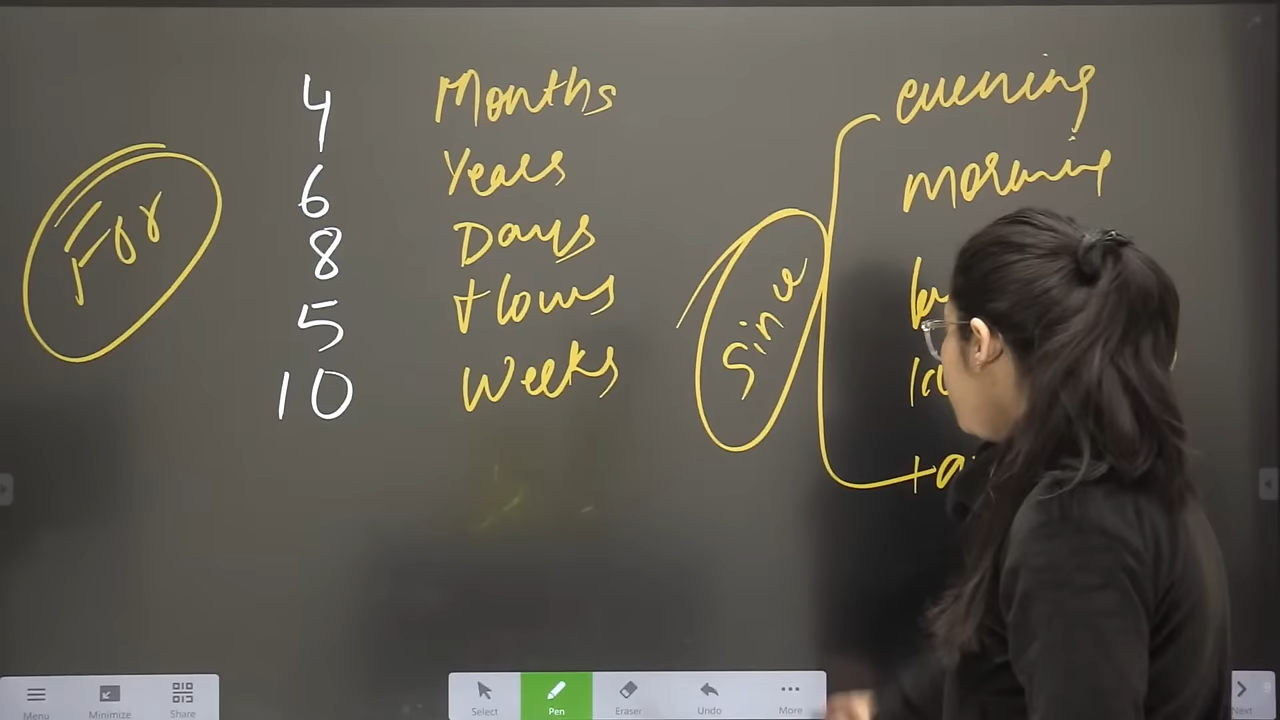 For
4 Months
6 Years
8 Days
5 Hours
10 Weeks
Since
evening
morning
Menu
Minimize
Share
Select
Pen
Eraser
Undo
More
Next